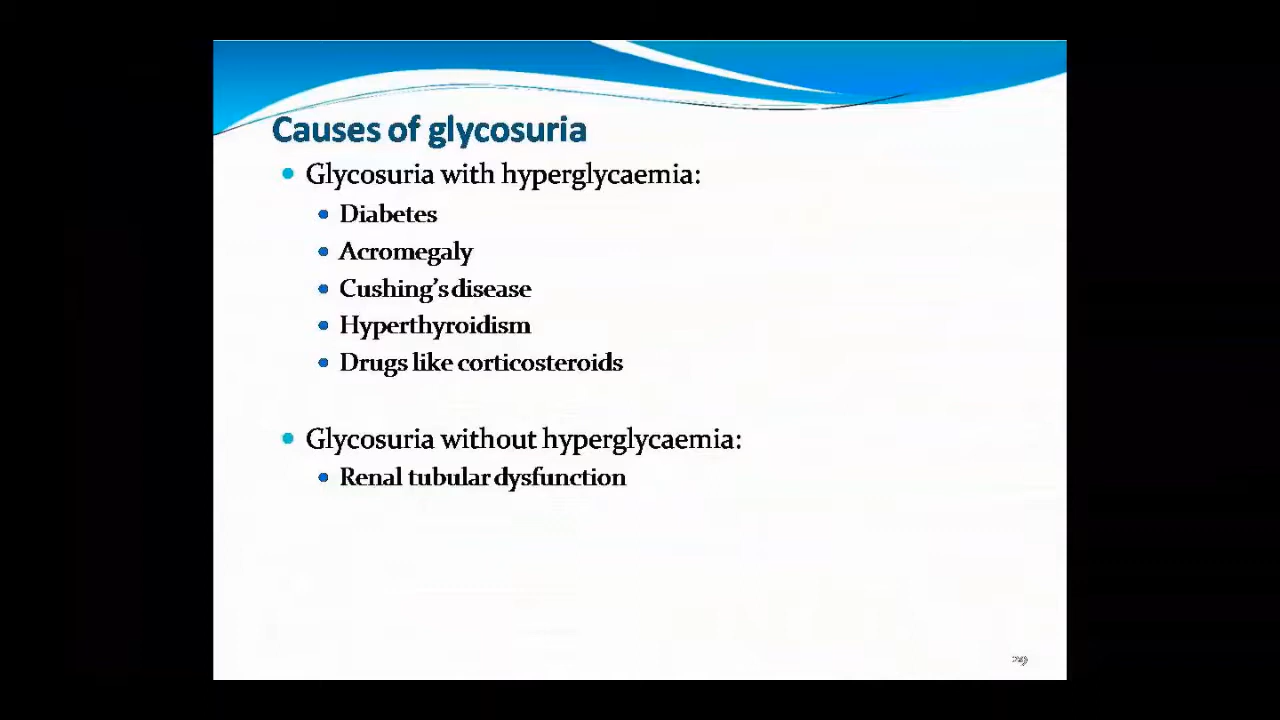 Causes of glycosuria
Glycosuria with hyperglycaemia:
Diabetes
Acromegaly
Cushing's disease
Hyperthyroidism
Drugs like corticosteroids
Glycosuria without hyperglycaemia:
Renal tubular dysfunction